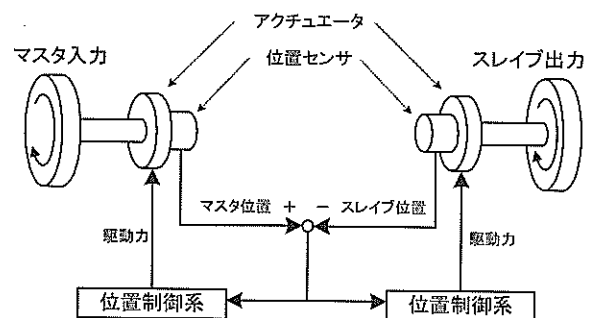 アクチュエータ
マスタ入力
位置センサ
スレイブ出力
マスタ位置 + - スレイブ位置
駆動力
駆動力
位置制御系
位置制御系